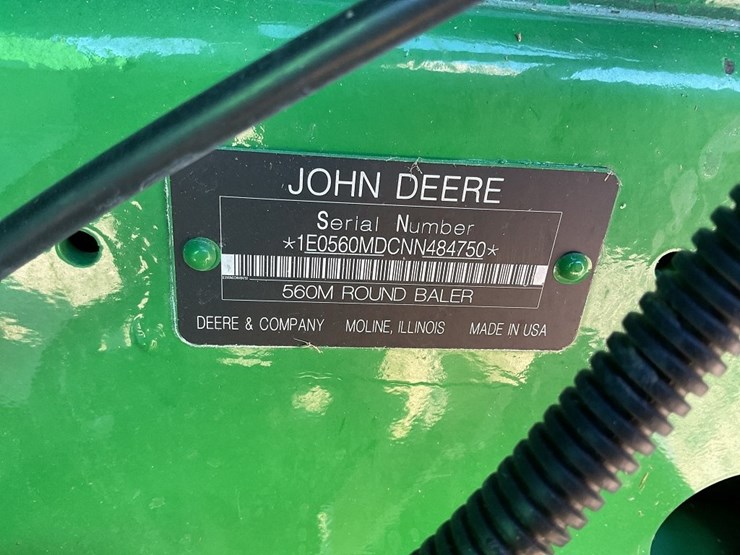 JOHN DEERE
Serial Number
*1E0560MDCNN484750*
560M ROUND BALER
DEERE & COMPANY MOLINE, ILLINOIS MADE IN USA